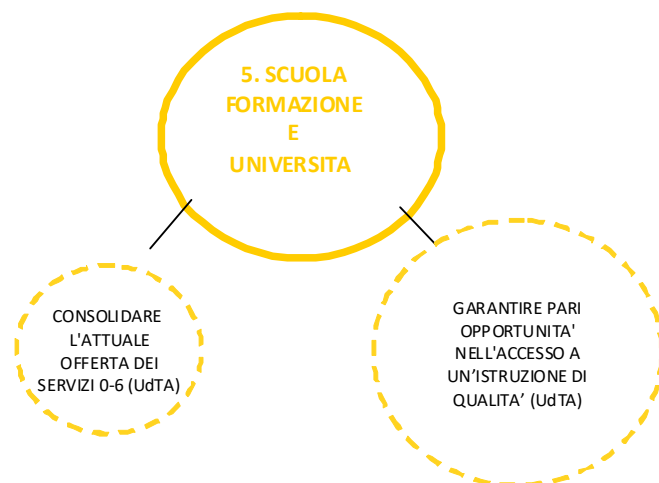 5. SCUOLA
FORMAZIONE
E
UNIVERSITA
CONSOLIDARE
L'ATTUALE
OFFERTA DEI
SERVIZI 0-6 (UdTA)
GARANTIRE PARI
OPPORTUNITA'
NELL'ACCESSO A
UN’ISTRUZIONE DI
QUALITA’ (UdTA)